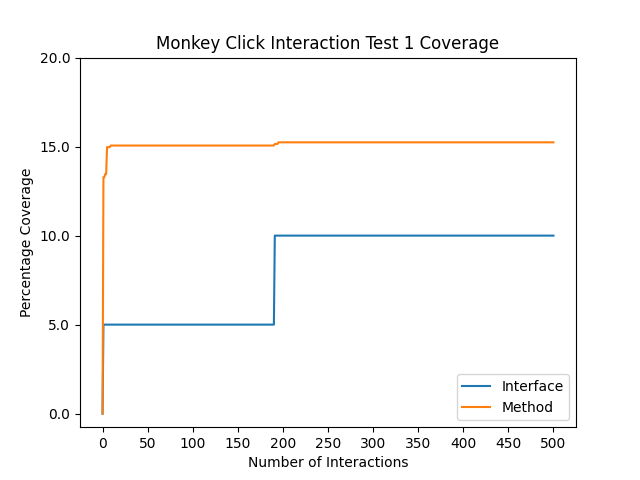 Monkey Click Interaction Test 1 Coverage
20.0
15.0
10.0
5.0
0.0
Percentage Coverage
0 50 100 150 200 250 300 350 400 450 500
Number of Interactions
Interface
Method